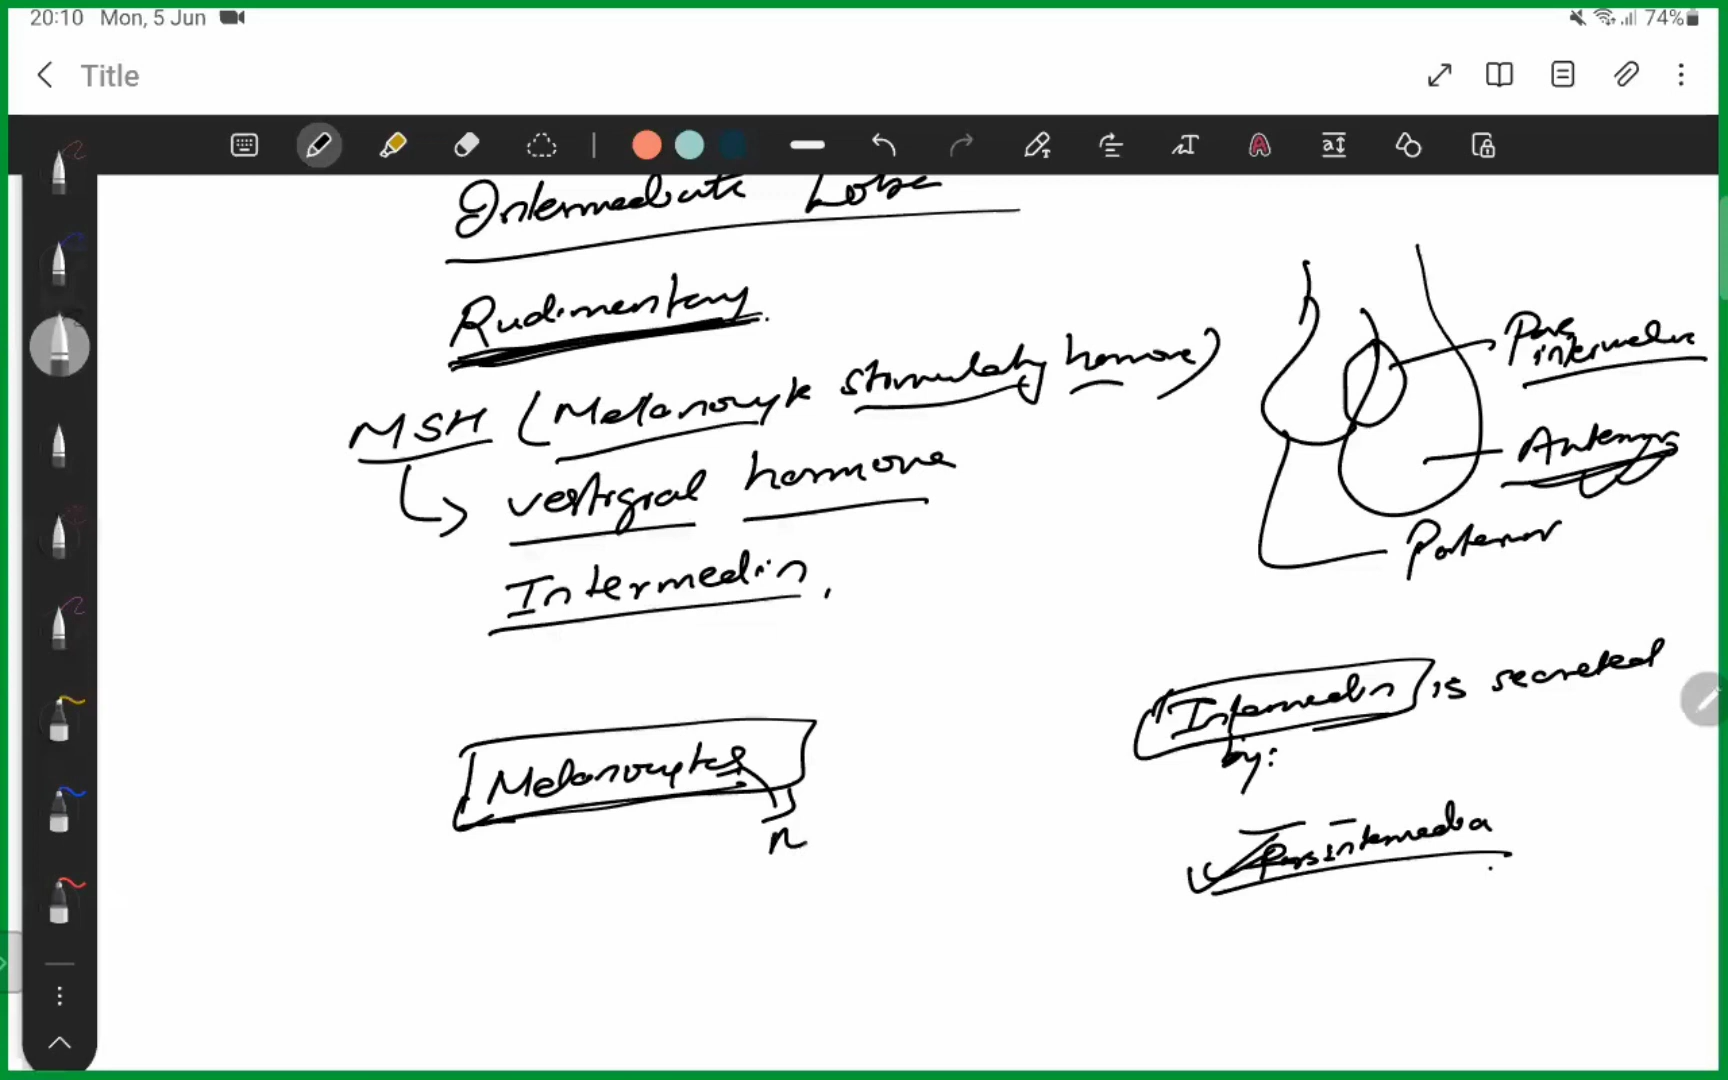 20:10 Mon, 5 Jun
74%
Title
Intermediate Lobe
Rudimentary.
MSH (Melanocyte stimulating hormone)
vestigial hormone
Intermedin.
Melanocytes
n
Pars
intermedia
Anterior
Posterior
Intermedin is secreted
by:
Pars intermedia